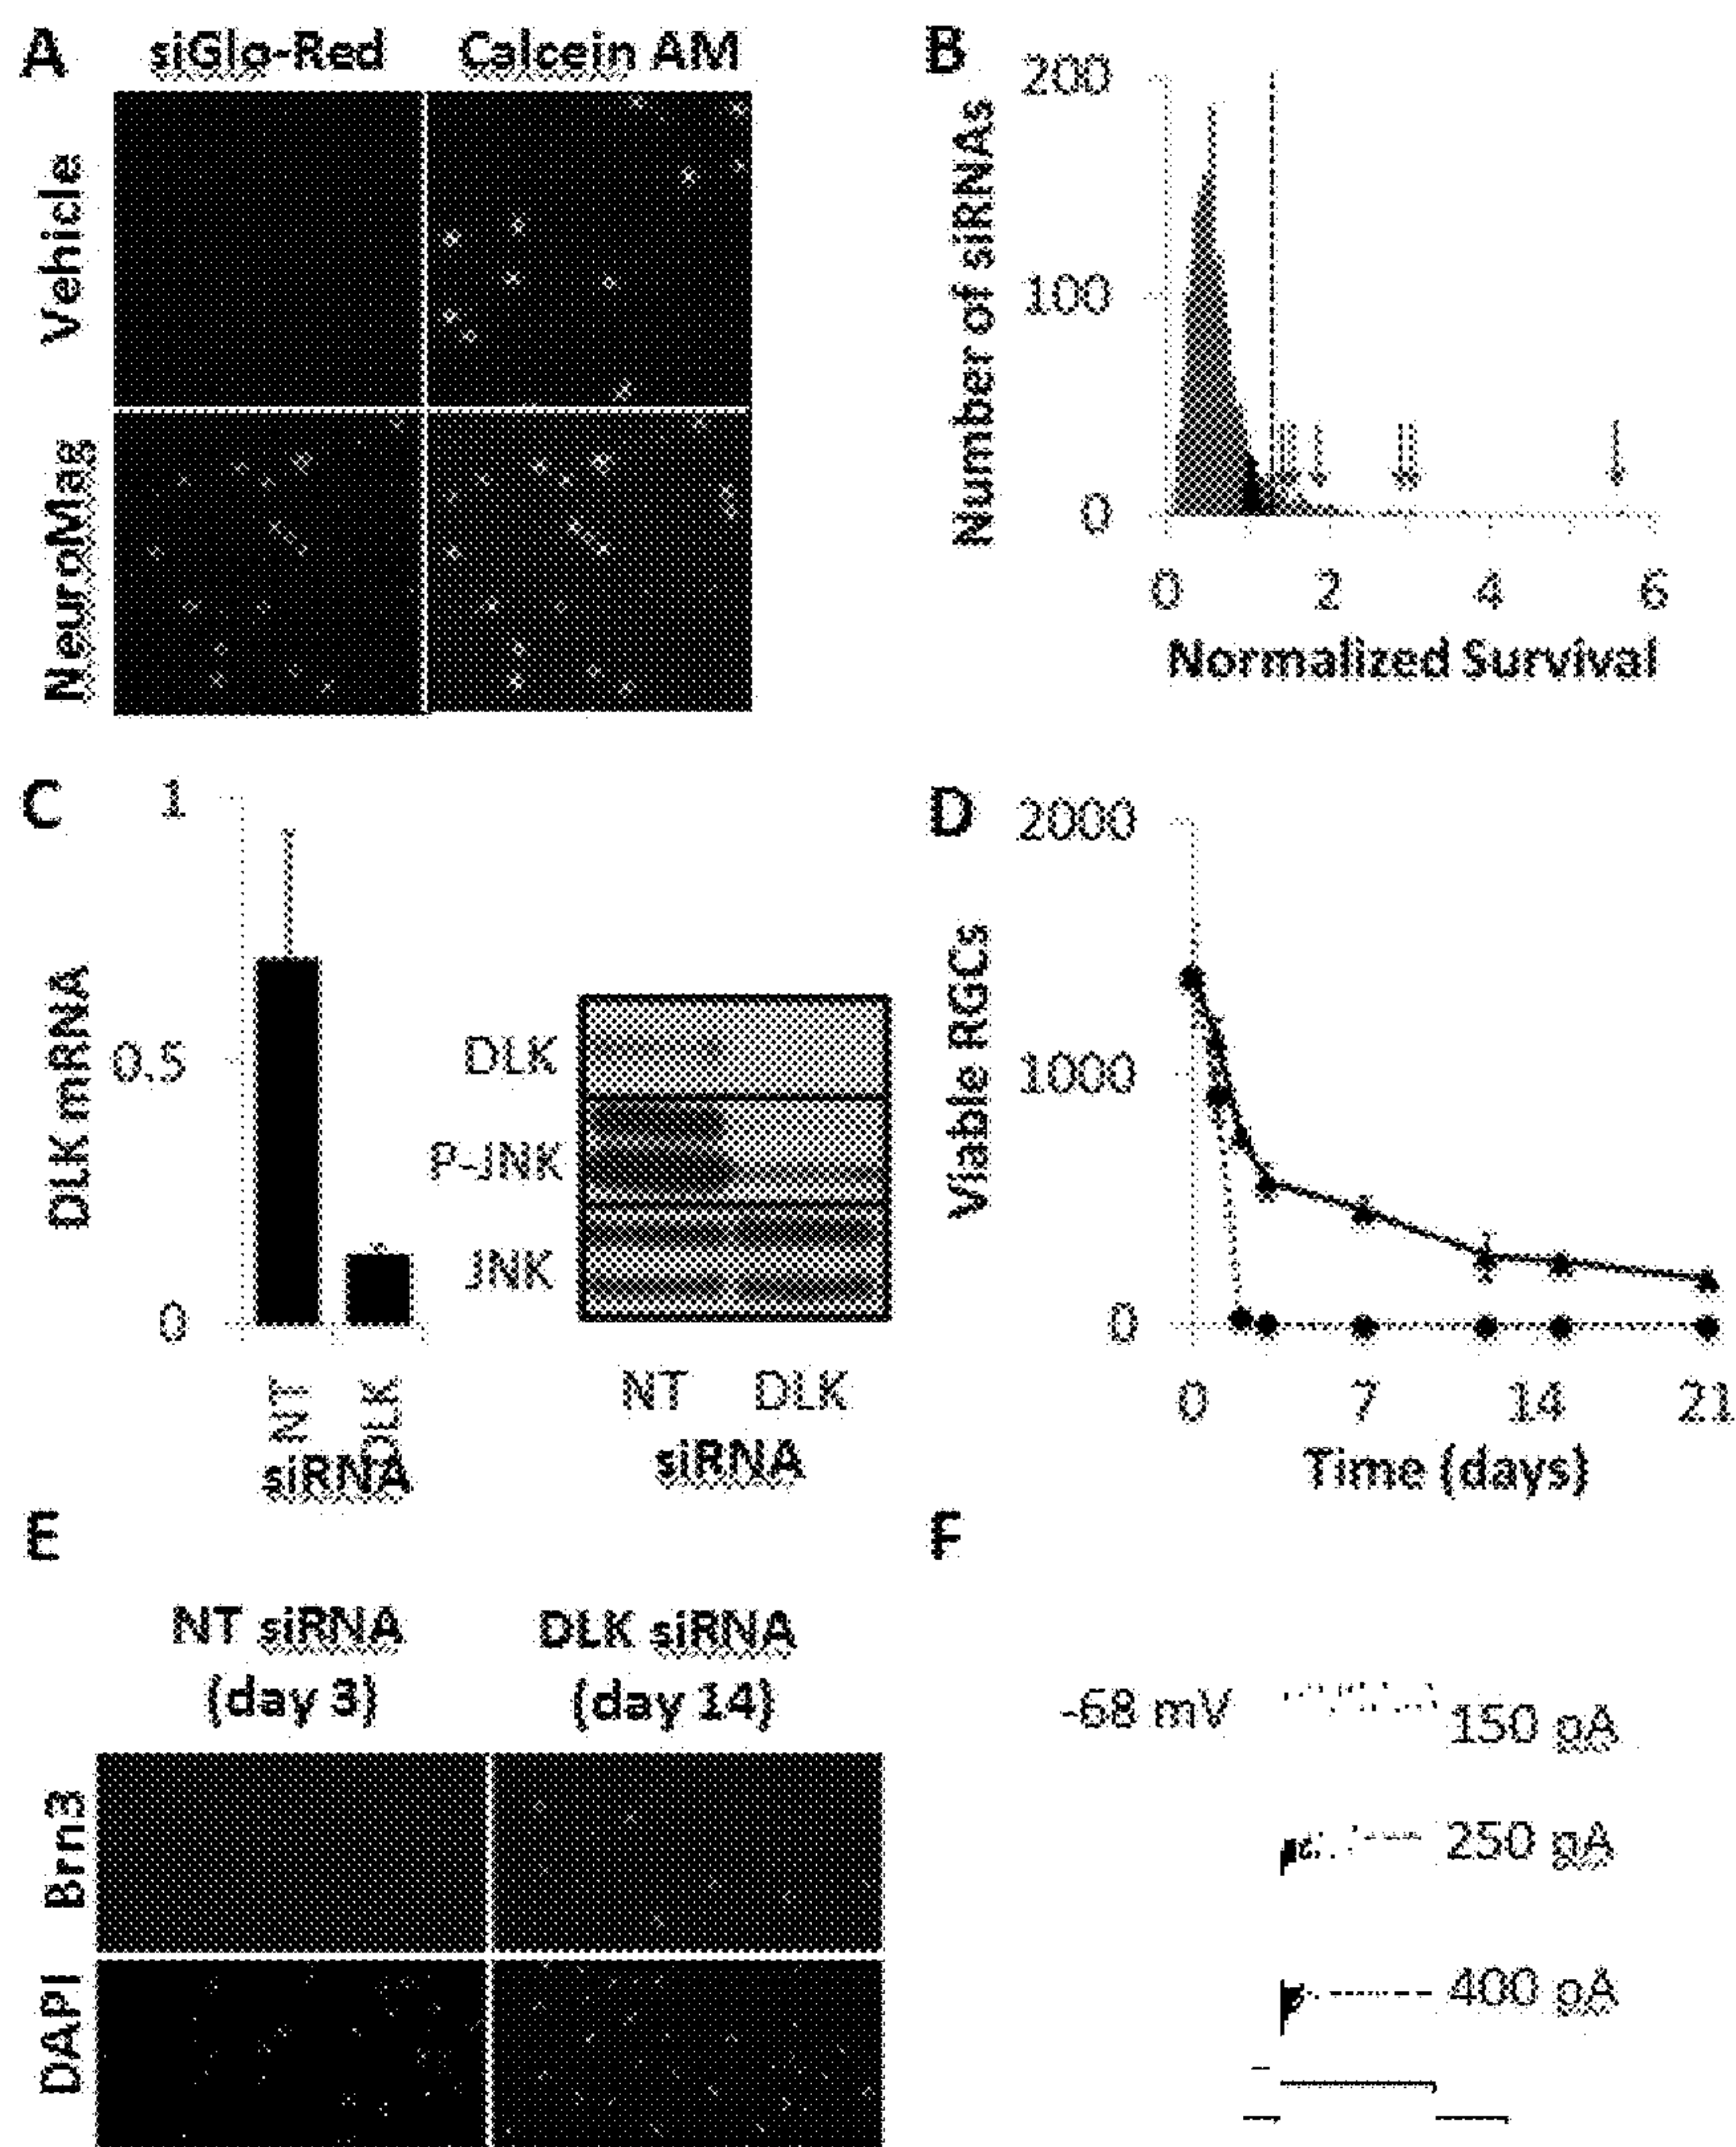 A
siGlo-Red Calcein AM
Vehicle
NeuroMag
B
Number of siRNAs
200
100
0
0 2 4 6
Normalized Survival
C
DLK mRNA
1
0.5
0
NT
DLK
siRNA
DLK
P-JNK
JNK
NT DLK
siRNA
D
Viable RGCs
2000
1000
0
0 7 14 21
Time (days)
E
NT siRNA
(day 3)
DLK siRNA
(day 14)
Brn3
DAPI
F
-68 mV
150 pA
250 pA
400 pA